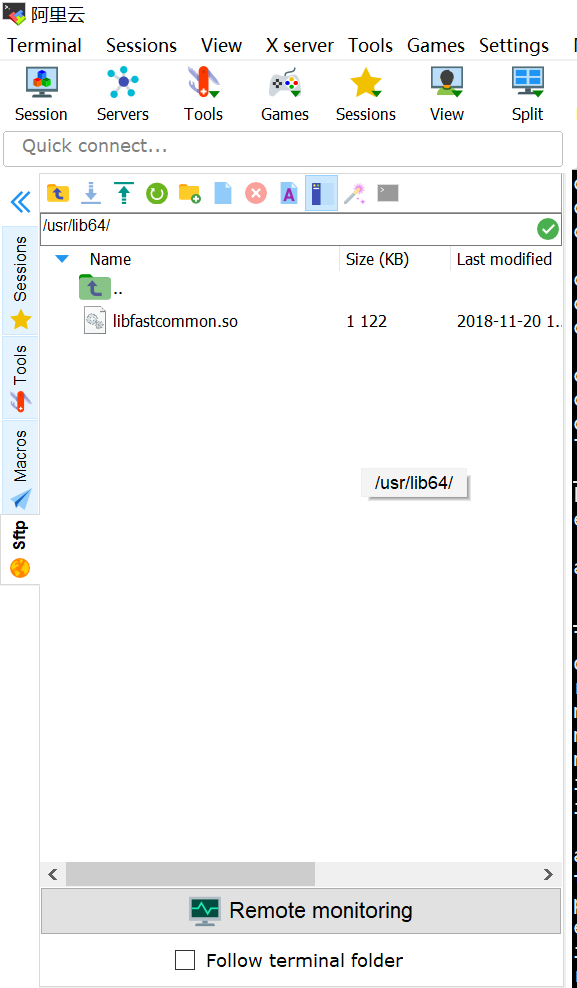 阿里云
Terminal Sessions View X server Tools Games Settings
Session Servers Tools Games Sessions View Split
Quick connect...
/usr/lib64/
Name Size (KB) Last modified
..
libfastcommon.so 1 122 2018-11-20 1..
/usr/lib64/
Sessions
Tools
Macros
Sftp
Remote monitoring
Follow terminal folder